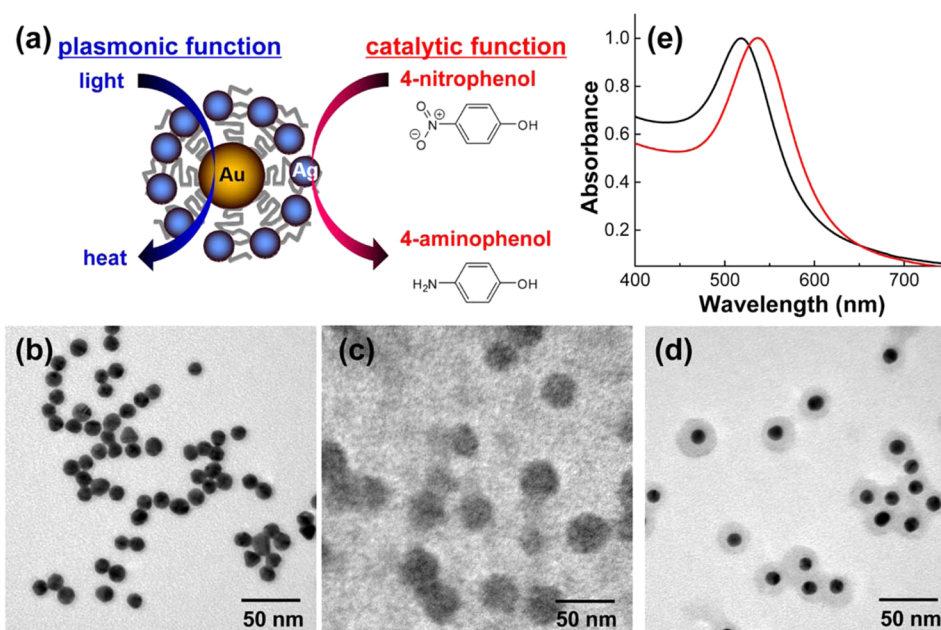 (a)
plasmonic function
catalytic function
light
4-nitrophenol
O
N+
⊖O
OH
Au
Ag
heat
4-aminophenol
H₂N
OH
(e)
Absorbance
1.0
0.8
0.6
0.4
0.2
400
500
600
700
Wavelength (nm)
(b)
50 nm
(c)
50 nm
(d)
50 nm